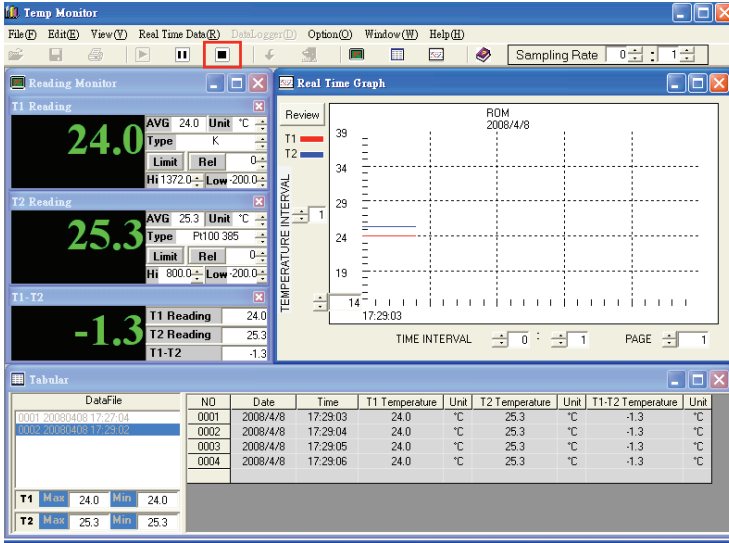 Temp Monitor
File(F) Edit(E) View(V) Real Time Data(R) DataLogger(D) Option(O) Window(W) Help(H)
Sampling Rate 0 : 1
Reading Monitor
T1 Reading
24.0
AVG 24.0 Unit °C
Type K
Limit Rel 0
Hi 1372.0 Low -200.0
T2 Reading
25.3
AVG 25.3 Unit °C
Type Pt100 385
Limit Rel 0
Hi 800.0 Low -200.0
T1-T2
-1.3
T1 Reading 24.0
T2 Reading 25.3
T1-T2 -1.3
Real Time Graph
Review
T1
T2
ROM
2008/4/8
TEMPERATURE INTERVAL
1
39
34
29
24
19
14
17:29:03
TIME INTERVAL 0 : 1 PAGE 1
Tabular
DataFile
0001 20080408 17:27:04
0002 20080408 17:29:02
T1 Max 24.0 Min 24.0
T2 Max 25.3 Min 25.3
NO Date Time T1 Temperature Unit T2 Temperature Unit T1-T2 Temperature Unit
0001 2008/4/8 17:29:03 24.0 °C 25.3 °C -1.3 °C
0002 2008/4/8 17:29:04 24.0 °C 25.3 °C -1.3 °C
0003 2008/4/8 17:29:05 24.0 °C 25.3 °C -1.3 °C
0004 2008/4/8 17:29:06 24.0 °C 25.3 °C -1.3 °C